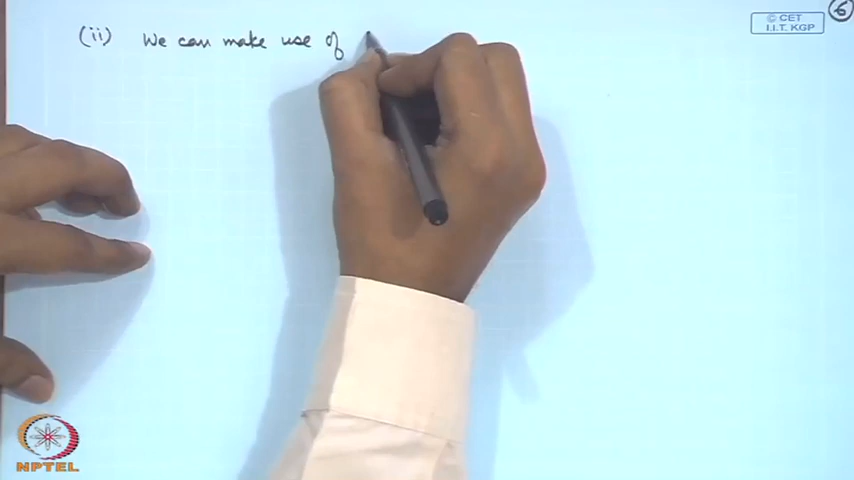 (ii) We can make use of
© CET
I.I.T. KGP
6
NPTEL